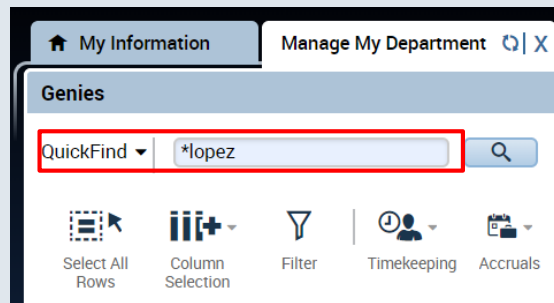 My Information
Manage My Department
X
Genies
QuickFind
*lopez
Select All Rows
Column Selection
Filter
Timekeeping
Accruals